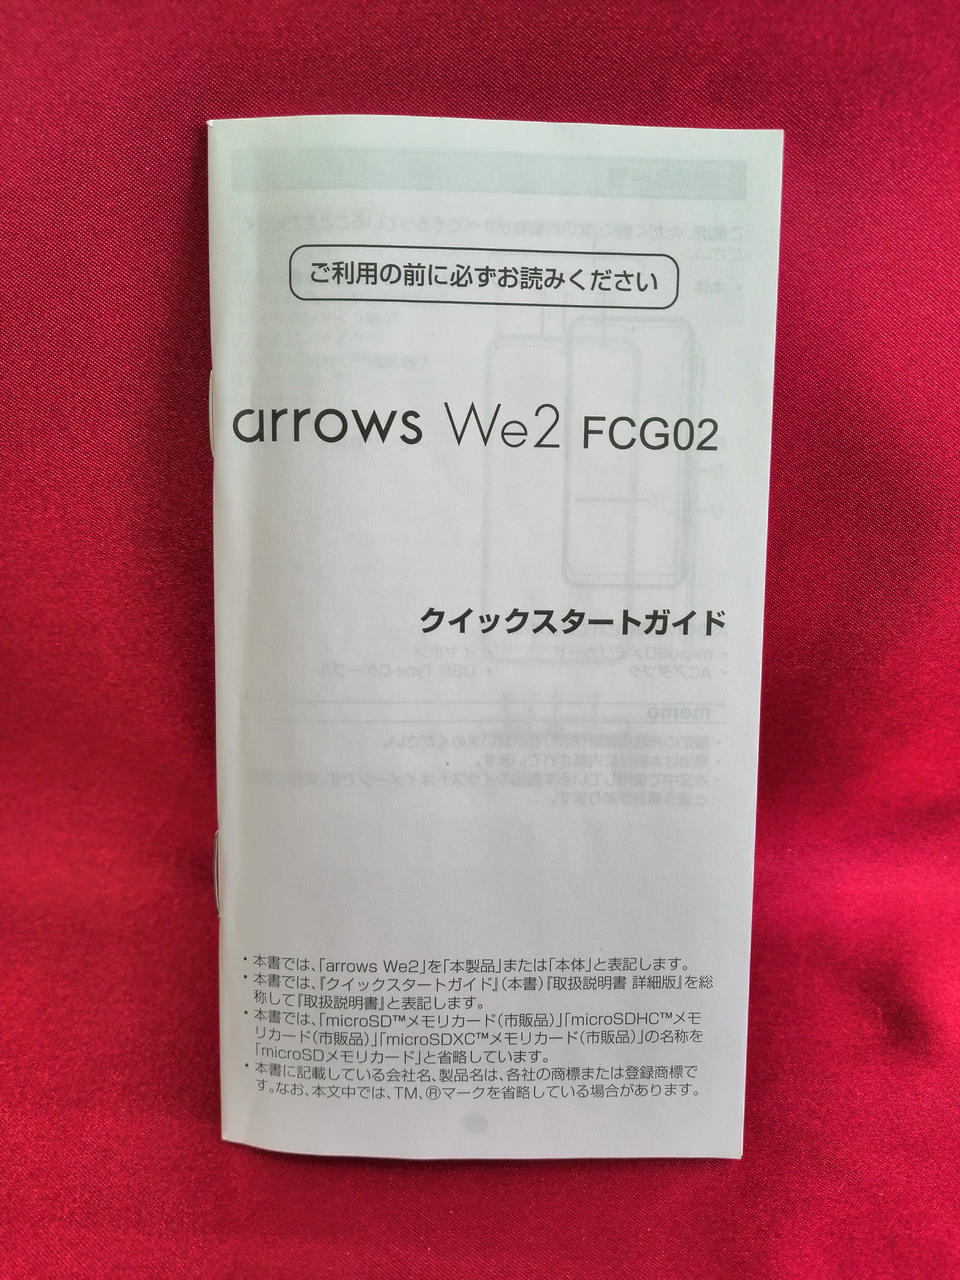 ご利用の前に必ずお読みください
arrows We2 FCG02
クイックスタートガイド
・本書では、「arrows We2」を「本製品」または「本体」と表記します。
・本書では、『クイックスタートガイド』（本書）『取扱説明書 詳細版』を総
称して『取扱説明書』と表記します。
・本書では、「microSD™メモリカード（市販品）」「microSDHC™メモ
リカード（市販品）」「microSDXC™メモリカード（市販品）」の名称を
「microSDメモリカード」と省略しています。
・本書に記載している会社名、製品名は、各社の商標または登録商標で
す。なお、本文中では、TM、®マークを省略している場合があります。